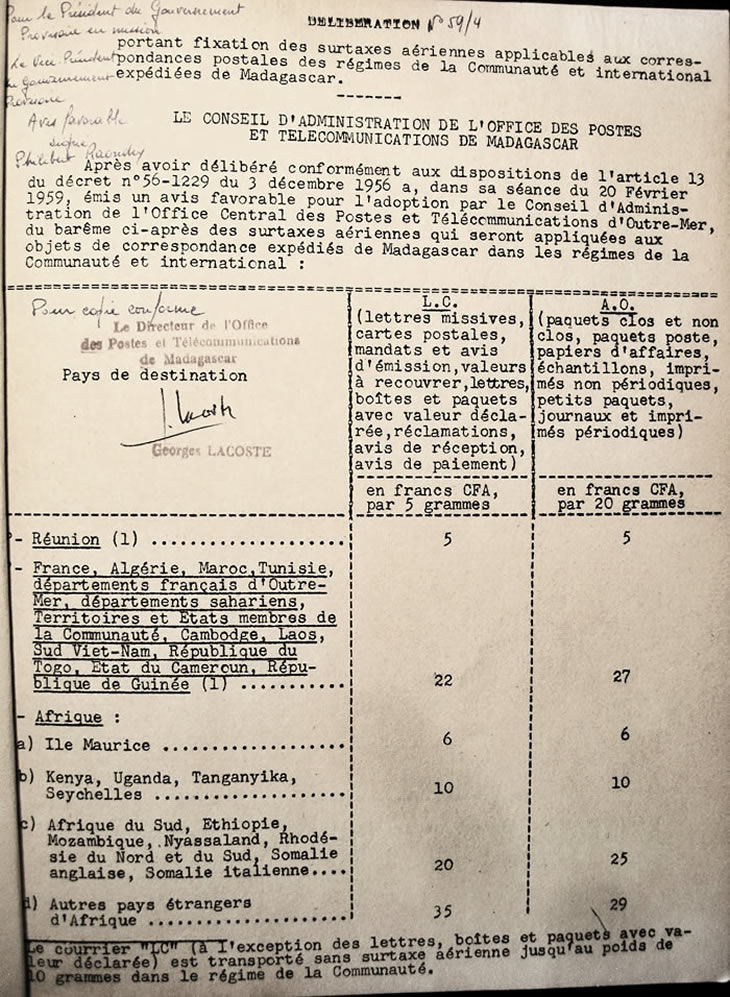 Pour le Président du Gouvernement
Provisoire en mission
Le Vice Président
du Gouvernement
Provisoire
Avis favorable
signé
Philibert Raondry
DELIBERATION N° 59/4
portant fixation des surtaxes aériennes applicables aux corres-
pondances postales des régimes de la Communauté et international
expédiées de Madagascar.
-------
LE CONSEIL D'ADMINISTRATION DE L'OFFICE DES POSTES
ET TELECOMMUNICATIONS DE MADAGASCAR
Après avoir délibéré conformément aux dispositions de l'article 13
du décret n°56-1229 du 3 décembre 1956 a, dans sa séance du 20 Février
1959, émis un avis favorable pour l'adoption par le Conseil d'Adminis-
tration de l'Office Central des Postes et Télécommunications d'Outre-Mer,
du barême ci-après des surtaxes aériennes qui seront appliquées aux
objets de correspondance expédiés de Madagascar dans les régimes de la
Communauté et international :
Pour copie conforme
Le Directeur de l'Office
des Postes et Télécommunications
de Madagascar
Pays de destination
J. Lacoste
Georges LACOSTE
L.C.
(lettres missives,
cartes postales,
mandats et avis
d'émission,valeurs
à recouvrer,lettres,
boîtes et paquets
avec valeur décla-
rée,réclamations,
avis de réception,
avis de paiement)
A.O.
(paquets clos et non
clos, paquets poste,
papiers d'affaires,
échantillons, impri-
més non périodiques,
petits paquets,
journaux et impri-
més périodiques)
en francs CFA,
par 5 grammes
en francs CFA,
par 20 grammes
- Réunion (1) .................... 5 5
- France, Algérie, Maroc,Tunisie,
départements français d'Outre-
Mer, départements sahariens,
Territoires et Etats membres de
la Communauté, Cambodge, Laos,
Sud Viet-Nam, République du
Togo, Etat du Cameroun, Répu-
blique de Guinée (1) ........... 22 27
- Afrique :
a) Ile Maurice ................... 6 6
b) Kenya, Uganda, Tanganyika,
Seychelles .................... 10 10
c) Afrique du Sud, Ethiopie,
Mozambique, Nyassaland, Rhodé-
sie du Nord et du Sud, Somalie
anglaise, Somalie italienne.... 20 25
d) Autres pays étrangers
d'Afrique ..................... 35 29
Le courrier "LC" (à l'exception des lettres, boîtes et paquets avec va-
leur déclarée) est transporté sans surtaxe aérienne jusqu'au poids de
10 grammes dans le régime de la Communauté.